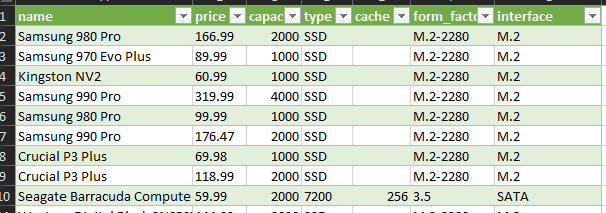 name price capac type cache form_facto interface
2 Samsung 980 Pro 166.99 2000 SSD M.2-2280 M.2
3 Samsung 970 Evo Plus 89.99 1000 SSD M.2-2280 M.2
4 Kingston NV2 60.99 1000 SSD M.2-2280 M.2
5 Samsung 990 Pro 319.99 4000 SSD M.2-2280 M.2
6 Samsung 980 Pro 99.99 1000 SSD M.2-2280 M.2
7 Samsung 990 Pro 176.47 2000 SSD M.2-2280 M.2
8 Crucial P3 Plus 69.98 1000 SSD M.2-2280 M.2
9 Crucial P3 Plus 118.99 2000 SSD M.2-2280 M.2
10 Seagate Barracuda Compute 59.99 2000 7200 256 3.5 SATA